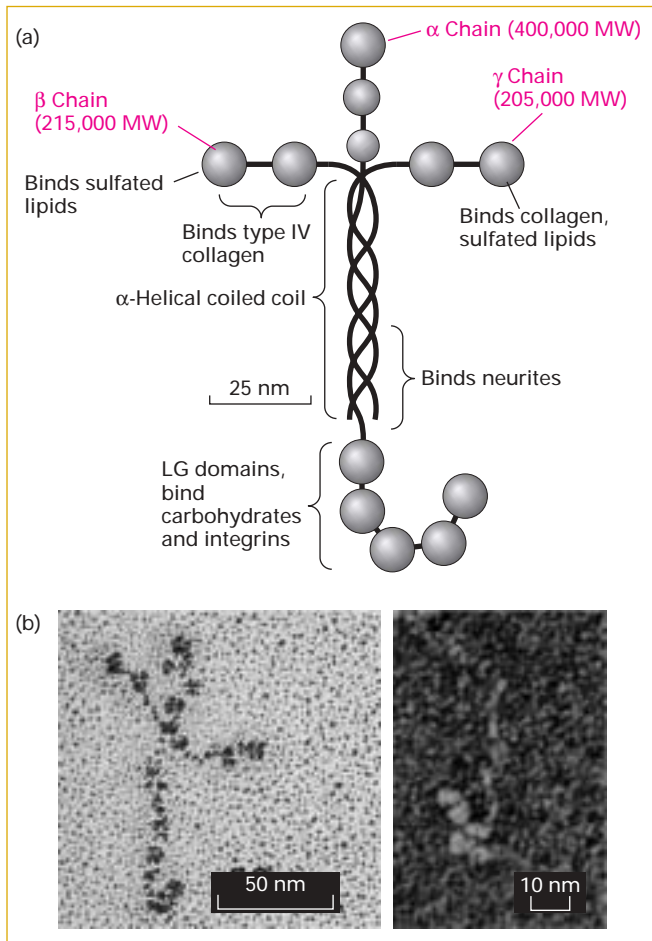 (a)
α Chain (400,000 MW)
β Chain
(215,000 MW)
γ Chain
(205,000 MW)
Binds sulfated
lipids
Binds type IV
collagen
Binds collagen,
sulfated lipids
α-Helical coiled coil
25 nm
Binds neurites
LG domains,
bind
carbohydrates
and integrins
(b)
50 nm
10 nm